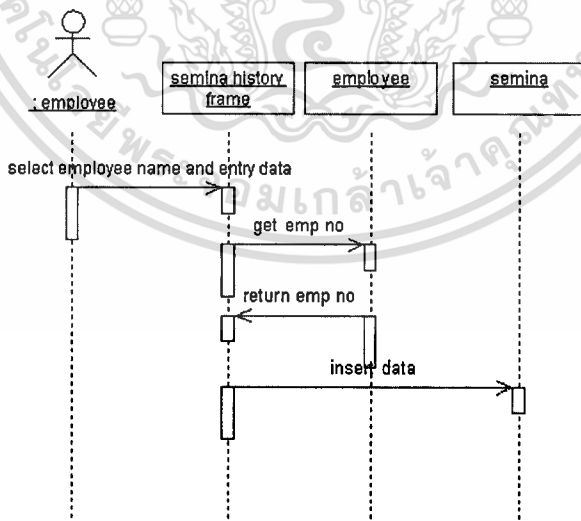 : employee
semina history
frame
employee
semina
select employee name and entry data
get emp no
return emp no
insert data